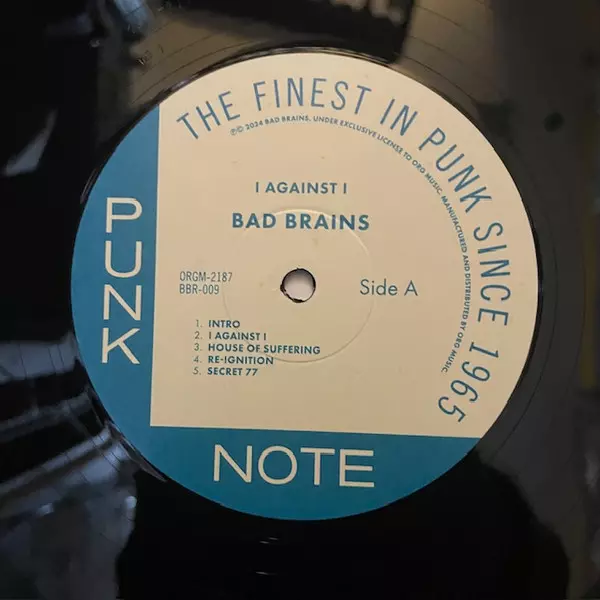 THE FINEST IN PUNK SINCE 1965
℗© 2024 BAD BRAINS. UNDER EXCLUSIVE LICENSE TO ORG MUSIC. MANUFACTURED AND DISTRIBUTED BY ORG MUSIC.
I AGAINST I
BAD BRAINS
ORGM-2187
BBR-009
Side A
1. INTRO
2. I AGAINST I
3. HOUSE OF SUFFERING
4. RE-IGNITION
5. SECRET 77
PUNK
NOTE